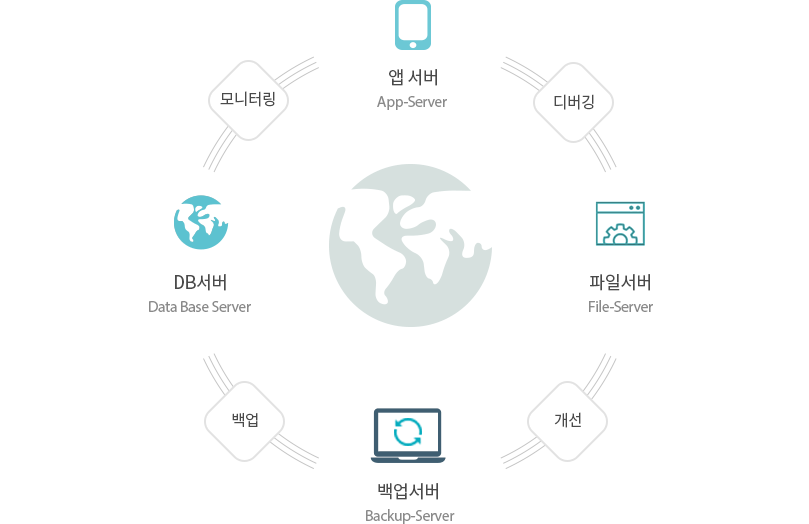 앱 서버
App-Server
모니터링
디버깅
DB서버
Data Base Server
파일서버
File-Server
백업
개선
백업서버
Backup-Server